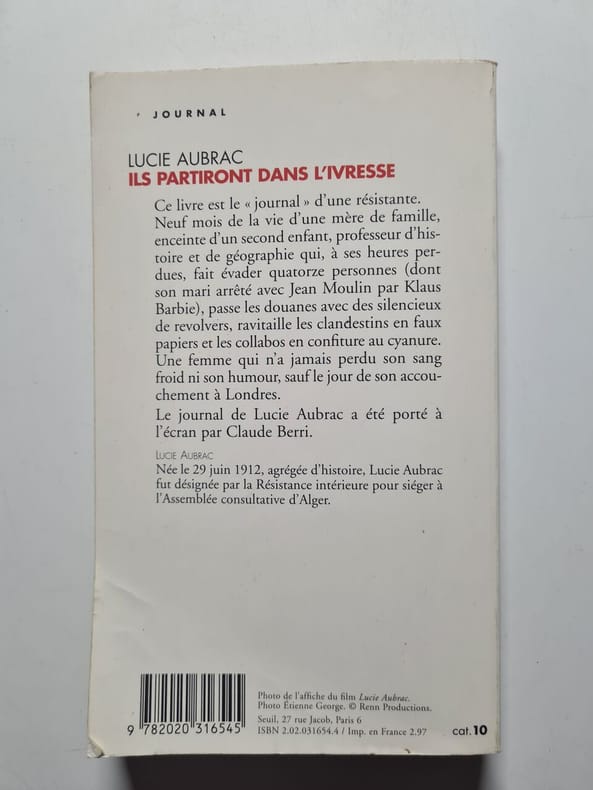 JOURNAL
LUCIE AUBRAC
ILS PARTIRONT DANS L'IVRESSE
Ce livre est le « journal » d'une résistante.
Neuf mois de la vie d'une mère de famille,
enceinte d'un second enfant, professeur d'his-
toire et de géographie qui, à ses heures per-
dues, fait évader quatorze personnes (dont
son mari arrêté avec Jean Moulin par Klaus
Barbie), passe les douanes avec des silencieux
de revolvers, ravitaille les clandestins en faux
papiers et les collabos en confiture au cyanure.
Une femme qui n'a jamais perdu son sang
froid ni son humour, sauf le jour de son accou-
chement à Londres.
Le journal de Lucie Aubrac a été porté à
l'écran par Claude Berri.
LUCIE AUBRAC
Née le 29 juin 1912, agrégée d'histoire, Lucie Aubrac
fut désignée par la Résistance intérieure pour siéger à
l'Assemblée consultative d'Alger.
Photo de l'affiche du film Lucie Aubrac.
Photo Étienne George. © Renn Productions.
Seuil, 27 rue Jacob, Paris 6
ISBN 2.02.031654.4 / Imp. en France 2.97
cat.10
9 782020 316545